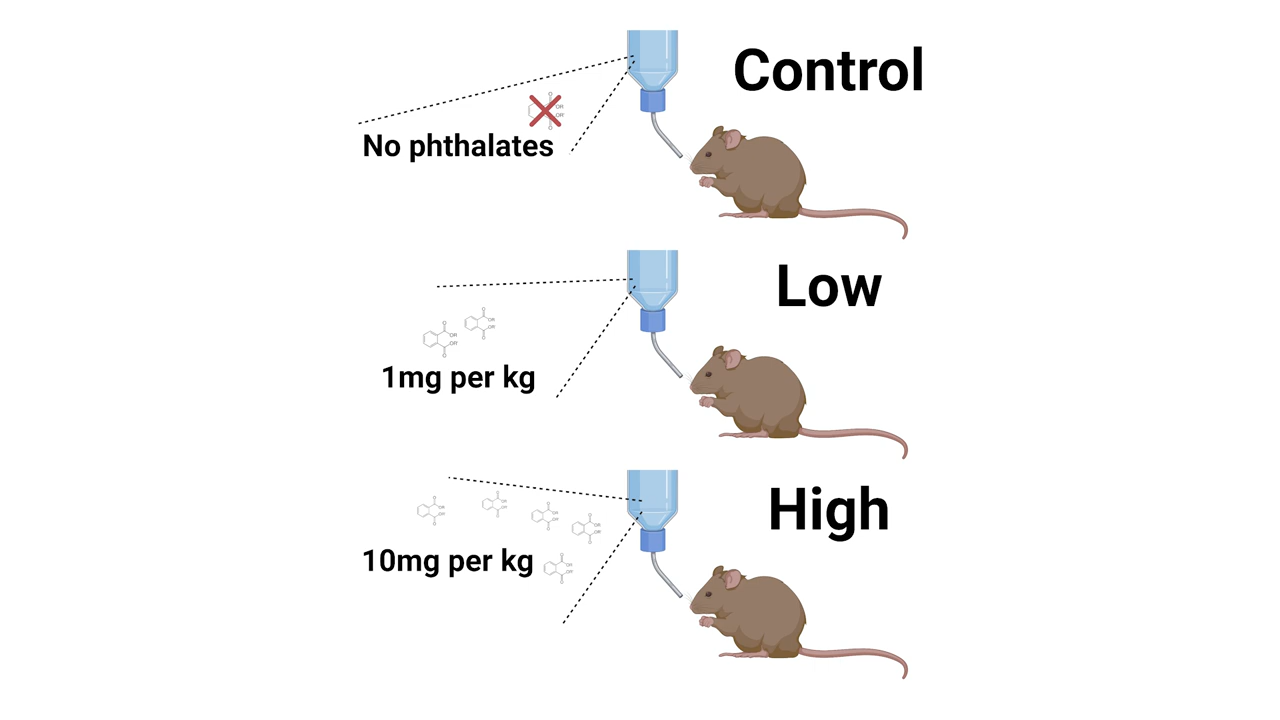 Control
No phthalates
Low
1mg per kg
High
10mg per kg